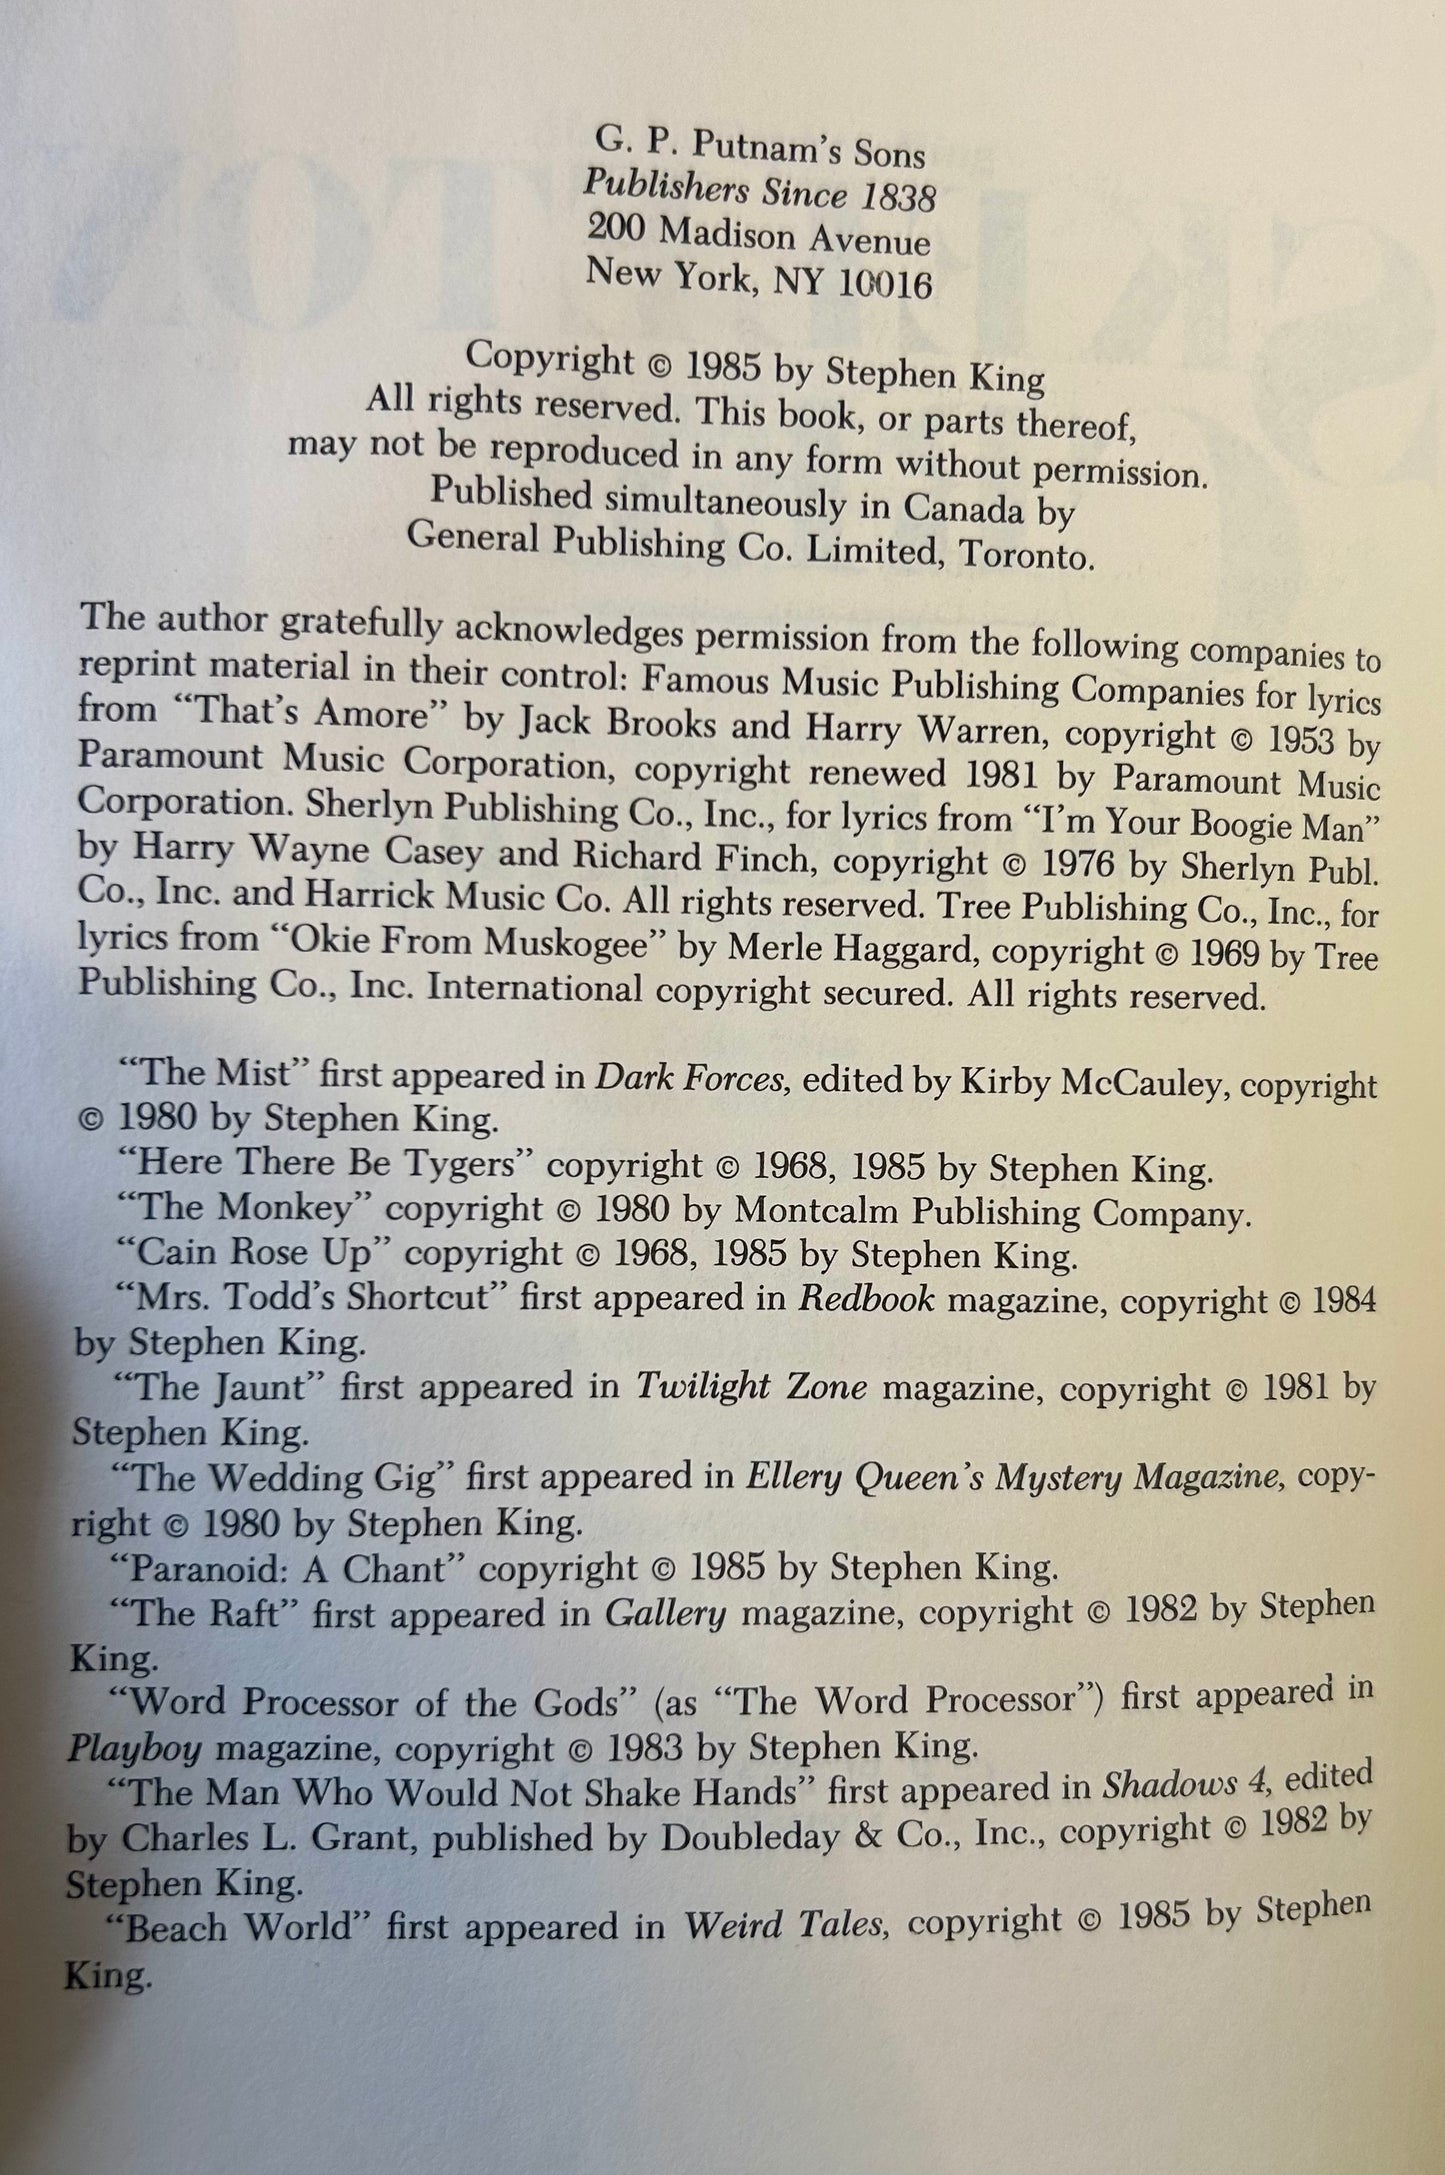 G. P. Putnam’s Sons
Publishers Since 1838
200 Madison Avenue
New York, NY 10016
Copyright © 1985 by Stephen King
All rights reserved. This book, or parts thereof,
may not be reproduced in any form without permission.
Published simultaneously in Canada by
General Publishing Co. Limited, Toronto.
The author gratefully acknowledges permission from the following companies to
reprint material in their control: Famous Music Publishing Companies for lyrics
from “That’s Amore” by Jack Brooks and Harry Warren, copyright © 1953 by
Paramount Music Corporation, copyright renewed 1981 by Paramount Music
Corporation. Sherlyn Publishing Co., Inc., for lyrics from “I’m Your Boogie Man”
by Harry Wayne Casey and Richard Finch, copyright © 1976 by Sherlyn Publ.
Co., Inc. and Harrick Music Co. All rights reserved. Tree Publishing Co., Inc., for
lyrics from “Okie From Muskogee” by Merle Haggard, copyright © 1969 by Tree
Publishing Co., Inc. International copyright secured. All rights reserved.
“The Mist” first appeared in Dark Forces, edited by Kirby McCauley, copyright
© 1980 by Stephen King.
“Here There Be Tygers” copyright © 1968, 1985 by Stephen King.
“The Monkey” copyright © 1980 by Montcalm Publishing Company.
“Cain Rose Up” copyright © 1968, 1985 by Stephen King.
“Mrs. Todd’s Shortcut” first appeared in Redbook magazine, copyright © 1984
by Stephen King.
“The Jaunt” first appeared in Twilight Zone magazine, copyright © 1981 by
Stephen King.
“The Wedding Gig” first appeared in Ellery Queen’s Mystery Magazine, copy-
right © 1980 by Stephen King.
“Paranoid: A Chant” copyright © 1985 by Stephen King.
“The Raft” first appeared in Gallery magazine, copyright © 1982 by Stephen
King.
“Word Processor of the Gods” (as “The Word Processor”) first appeared in
Playboy magazine, copyright © 1983 by Stephen King.
“The Man Who Would Not Shake Hands” first appeared in Shadows 4, edited
by Charles L. Grant, published by Doubleday & Co., Inc., copyright © 1982 by
Stephen King.
“Beach World” first appeared in Weird Tales, copyright © 1985 by Stephen
King.